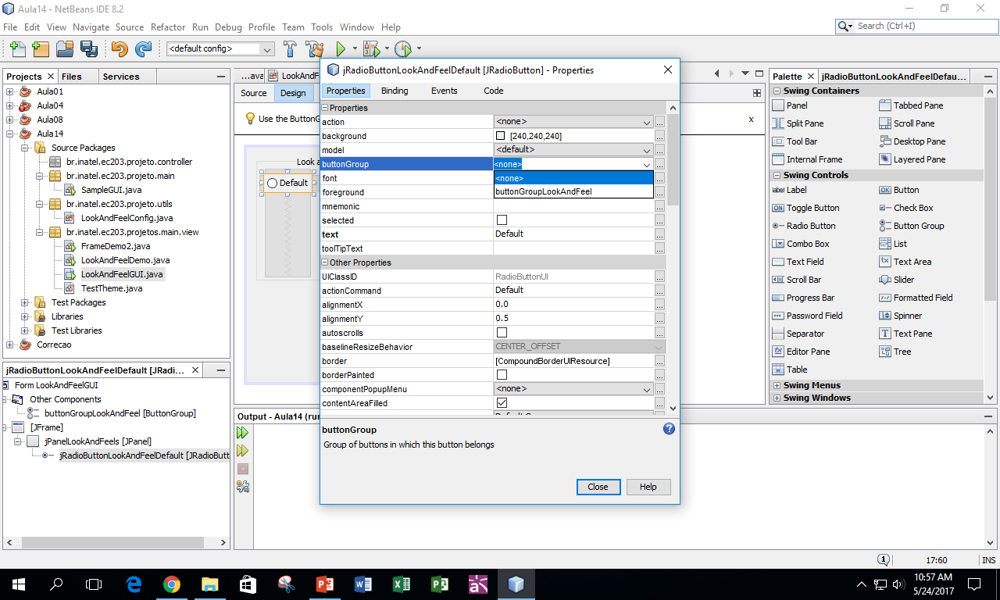 Aula14 - NetBeans IDE 8.2
File Edit View Navigate Source Refactor Run Debug Profile Team Tools Window Help
Search (Ctrl+I)
<default config>
Projects Files Services
Aula01
Aula04
Aula08
Aula14
Source Packages
br.inatel.ec203.projeto.controller
br.inatel.ec203.projeto.main
SampleGUI.java
br.inatel.ec203.projeto.utils
LookAndFeelConfig.java
br.inatel.ec203.projetos.main.view
FrameDemo2.java
LookAndFeelDemo.java
LookAndFeelGUI.java
TestTheme.java
Test Packages
Libraries
Test Libraries
Correcao
jRadioButtonLookAndFeelDefault [JRadi...
Form LookAndFeelGUI
Other Components
buttonGroupLookAndFeel [ButtonGroup]
[JFrame]
jPanelLookAndFeels [JPanel]
jRadioButtonLookAndFeelDefault [JRadioButt
...ava LookAndF
Source Design
Use the ButtonG
x
Look a
Default
Output - Aula14 (run
jRadioButtonLookAndFeelDefault [JRadioButton] - Properties
Properties Binding Events Code
Properties
action <none> ...
background [240,240,240] ...
model <default> ...
buttonGroup <none> ...
<none>
buttonGroupLookAndFeel
font ...
foreground ...
mnemonic ...
selected ...
text Default ...
toolTipText ...
Other Properties
UIClassID RadioButtonUI ...
actionCommand Default ...
alignmentX 0.0 ...
alignmentY 0.5 ...
autoscrolls ...
baselineResizeBehavior CENTER_OFFSET
border [CompoundBorderUIResource] ...
borderPainted ...
componentPopupMenu <none> ...
contentAreaFilled ...
buttonGroup
Group of buttons in which this button belongs
Close Help
Palette jRadioButtonLookAndFeelDefau...
Swing Containers
Panel Tabbed Pane
Split Pane Scroll Pane
Tool Bar Desktop Pane
Internal Frame Layered Pane
Swing Controls
label Label OK Button
ON Toggle Button Check Box
Radio Button Button Group
Combo Box List
Text Field Text Area
Scroll Bar Slider
Progress Bar Formatted Field
Password Field Spinner
Separator Text Pane
Editor Pane Tree
Table
Swing Menus
Swing Windows
1 17:60 INS
10:57 AM
5/24/2017